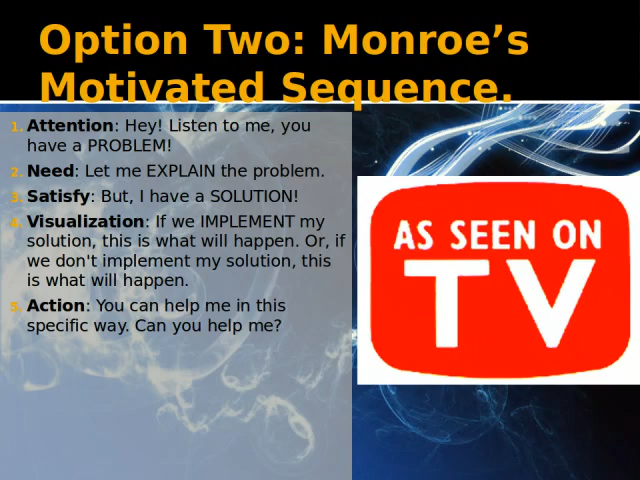 Option Two: Monroe’s
Motivated Sequence.
1. Attention: Hey! Listen to me, you
have a PROBLEM!
2. Need: Let me EXPLAIN the problem.
3. Satisfy: But, I have a SOLUTION!
4. Visualization: If we IMPLEMENT my
solution, this is what will happen. Or, if
we don't implement my solution, this
is what will happen.
5. Action: You can help me in this
specific way. Can you help me?
AS SEEN ON
TV